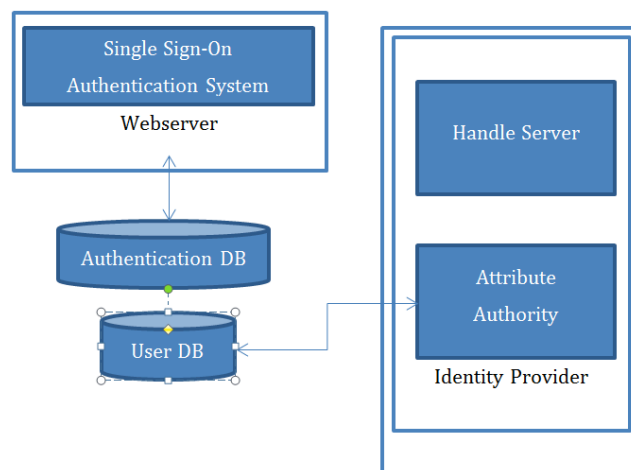 Single Sign-On
Authentication System
Webserver
Authentication DB
User DB
Handle Server
Attribute
Authority
Identity Provider